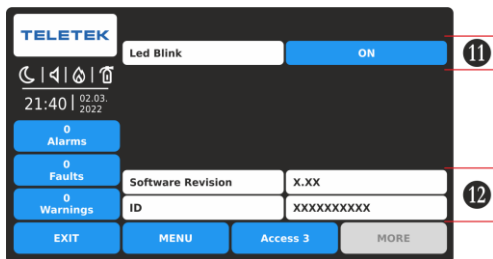 TELETEK
Led Blink ON 11
21:40 02.03. 2022
0
Alarms
0
Faults
0
Warnings
Software Revision X.XX
ID XXXXXXXXXX
12
EXIT MENU Access 3 MORE